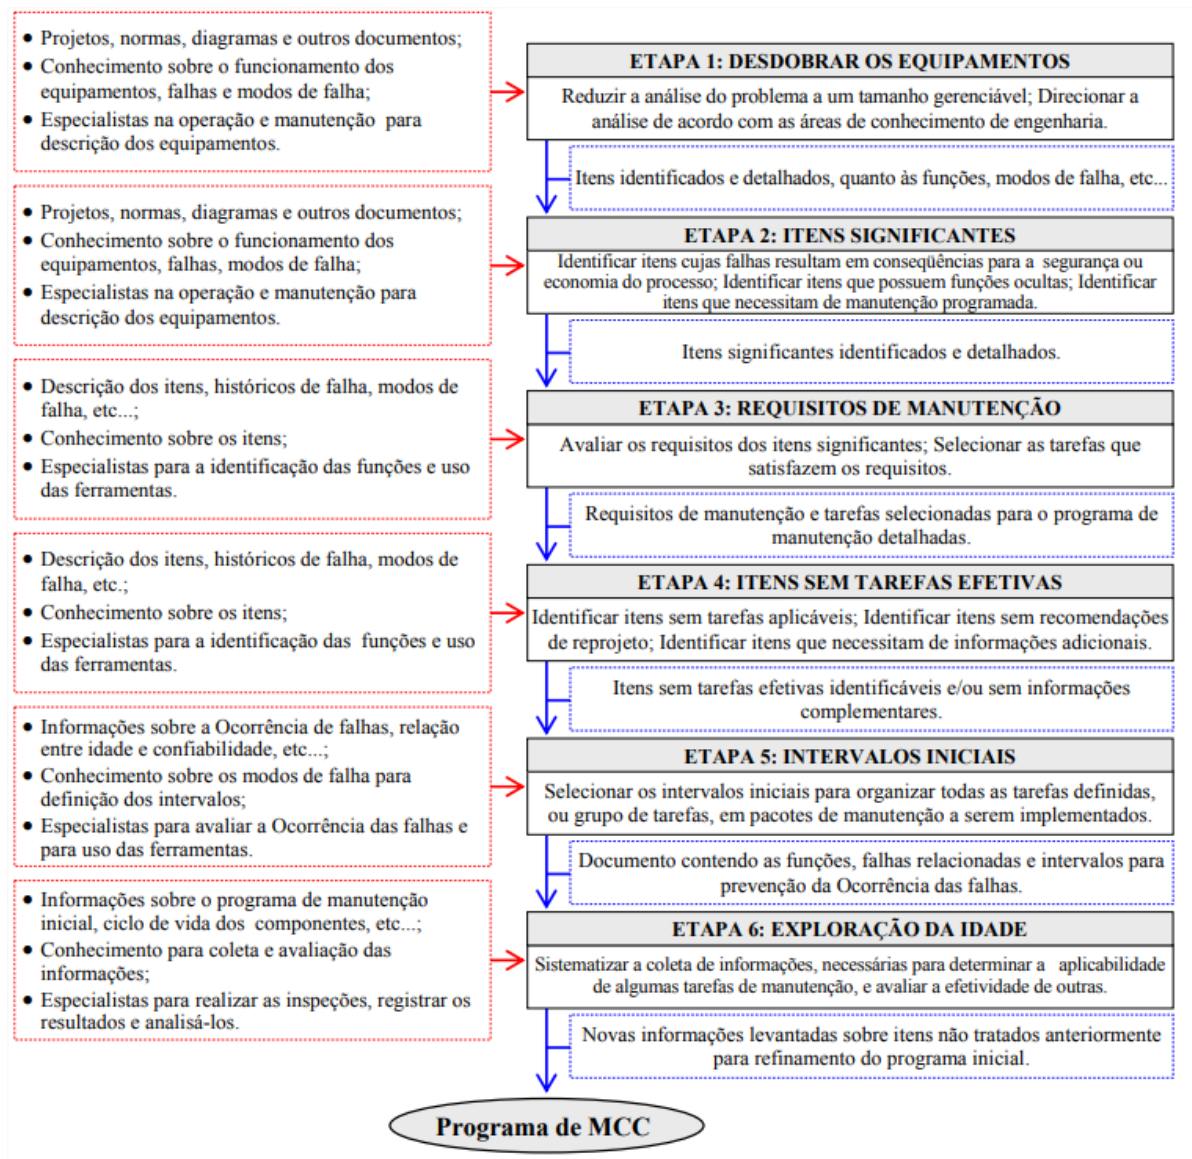 ● Projetos, normas, diagramas e outros documentos;
● Conhecimento sobre o funcionamento dos
equipamentos, falhas e modos de falha;
● Especialistas na operação e manutenção para
descrição dos equipamentos.
ETAPA 1: DESDOBRAR OS EQUIPAMENTOS
Reduzir a análise do problema a um tamanho gerenciável; Direcionar a
análise de acordo com as áreas de conhecimento de engenharia.
Itens identificados e detalhados, quanto às funções, modos de falha, etc...
● Projetos, normas, diagramas e outros documentos;
● Conhecimento sobre o funcionamento dos
equipamentos, falhas, modos de falha;
● Especialistas na operação e manutenção para
descrição dos equipamentos.
ETAPA 2: ITENS SIGNIFICANTES
Identificar itens cujas falhas resultam em conseqüências para a segurança ou
economia do processo; Identificar itens que possuem funções ocultas; Identificar
itens que necessitam de manutenção programada.
Itens significantes identificados e detalhados.
● Descrição dos itens, históricos de falha, modos de
falha, etc...;
● Conhecimento sobre os itens;
● Especialistas para a identificação das funções e uso
das ferramentas.
ETAPA 3: REQUISITOS DE MANUTENÇÃO
Avaliar os requisitos dos itens significantes; Selecionar as tarefas que
satisfazem os requisitos.
Requisitos de manutenção e tarefas selecionadas para o programa de
manutenção detalhadas.
● Descrição dos itens, históricos de falha, modos de
falha, etc.;
● Conhecimento sobre os itens;
● Especialistas para a identificação das funções e uso
das ferramentas.
ETAPA 4: ITENS SEM TAREFAS EFETIVAS
Identificar itens sem tarefas aplicáveis; Identificar itens sem recomendações
de reprojeto; Identificar itens que necessitam de informações adicionais.
Itens sem tarefas efetivas identificáveis e/ou sem informações
complementares.
● Informações sobre a Ocorrência de falhas, relação
entre idade e confiabilidade, etc...;
● Conhecimento sobre os modos de falha para
definição dos intervalos;
● Especialistas para avaliar a Ocorrência das falhas e
para uso das ferramentas.
ETAPA 5: INTERVALOS INICIAIS
Selecionar os intervalos iniciais para organizar todas as tarefas definidas,
ou grupo de tarefas, em pacotes de manutenção a serem implementados.
Documento contendo as funções, falhas relacionadas e intervalos para
prevenção da Ocorrência das falhas.
● Informações sobre o programa de manutenção
inicial, ciclo de vida dos componentes, etc...;
● Conhecimento para coleta e avaliação das
informações;
● Especialistas para realizar as inspeções, registrar os
resultados e analisá-los.
ETAPA 6: EXPLORAÇÃO DA IDADE
Sistematizar a coleta de informações, necessárias para determinar a aplicabilidade
de algumas tarefas de manutenção, e avaliar a efetividade de outras.
Novas informações levantadas sobre itens não tratados anteriormente
para refinamento do programa inicial.
Programa de MCC